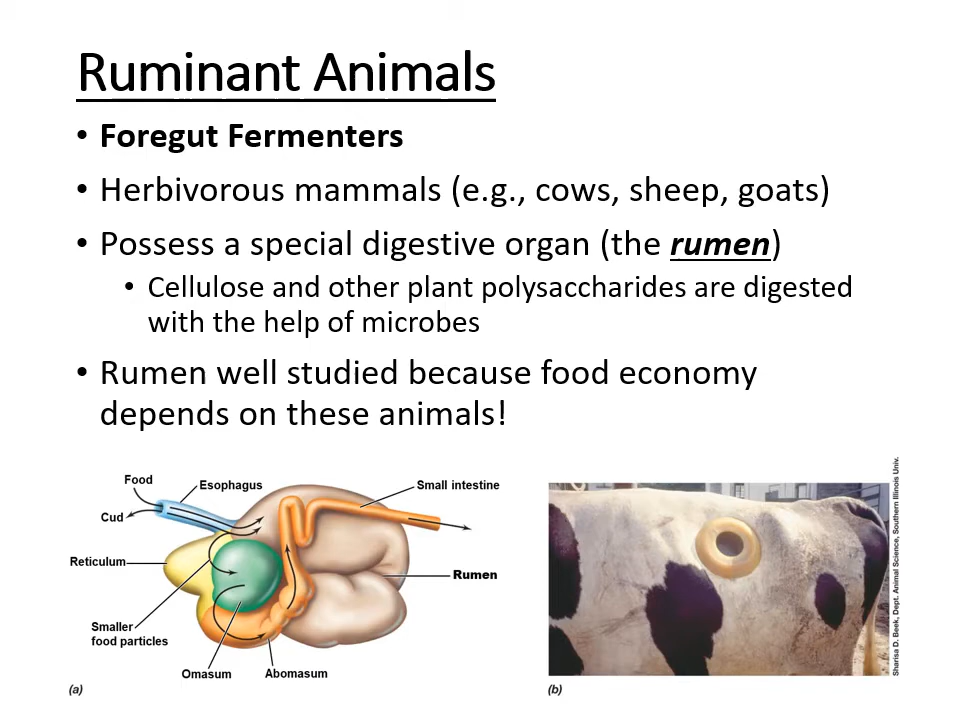 Ruminant Animals
• Foregut Fermenters
• Herbivorous mammals (e.g., cows, sheep, goats)
• Possess a special digestive organ (the rumen)
• Cellulose and other plant polysaccharides are digested
with the help of microbes
• Rumen well studied because food economy
depends on these animals!
Food
Esophagus
Small intestine
Cud
Reticulum
Rumen
Smaller
food particles
Omasum
Abomasum
(a)
(b)
Sharisa D. Beek, Dept. Animal Science, Southern Illinois Univ.